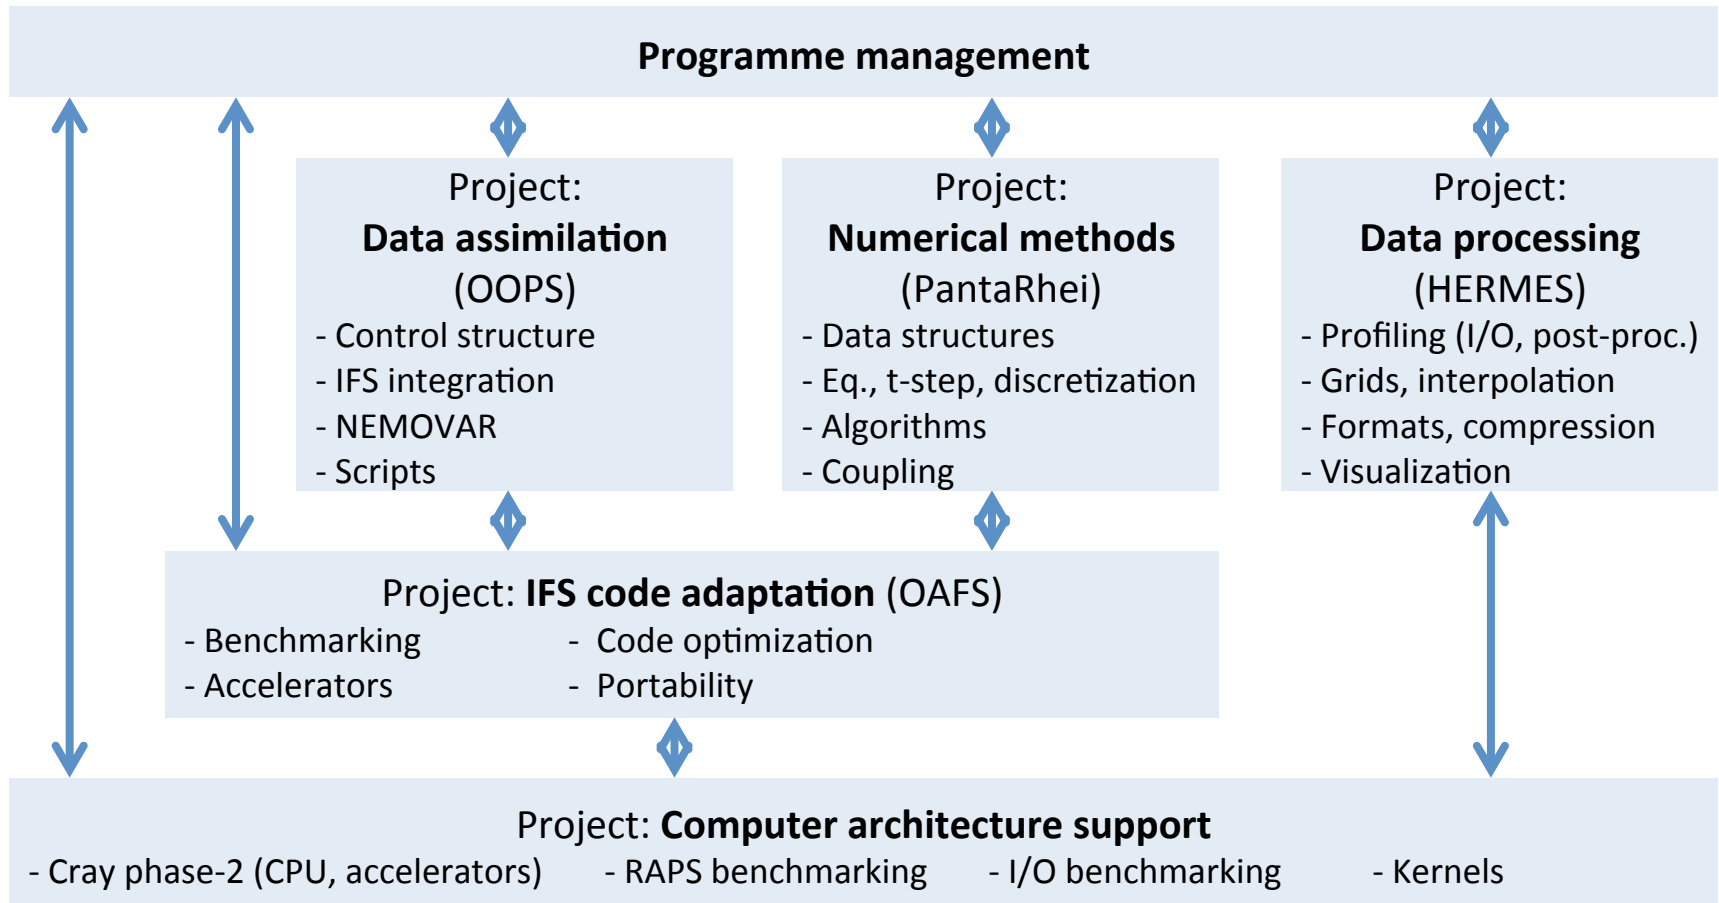 Programme management
Project:
Data assimilation
(OOPS)
- Control structure
- IFS integration
- NEMOVAR
- Scripts
Project:
Numerical methods
(PantaRhei)
- Data structures
- Eq., t-step, discretization
- Algorithms
- Coupling
Project:
Data processing
(HERMES)
- Profiling (I/O, post-proc.)
- Grids, interpolation
- Formats, compression
- Visualization
Project: IFS code adaptation (OAFS)
- Benchmarking - Code optimization
- Accelerators - Portability
Project: Computer architecture support
- Cray phase-2 (CPU, accelerators) - RAPS benchmarking - I/O benchmarking - Kernels